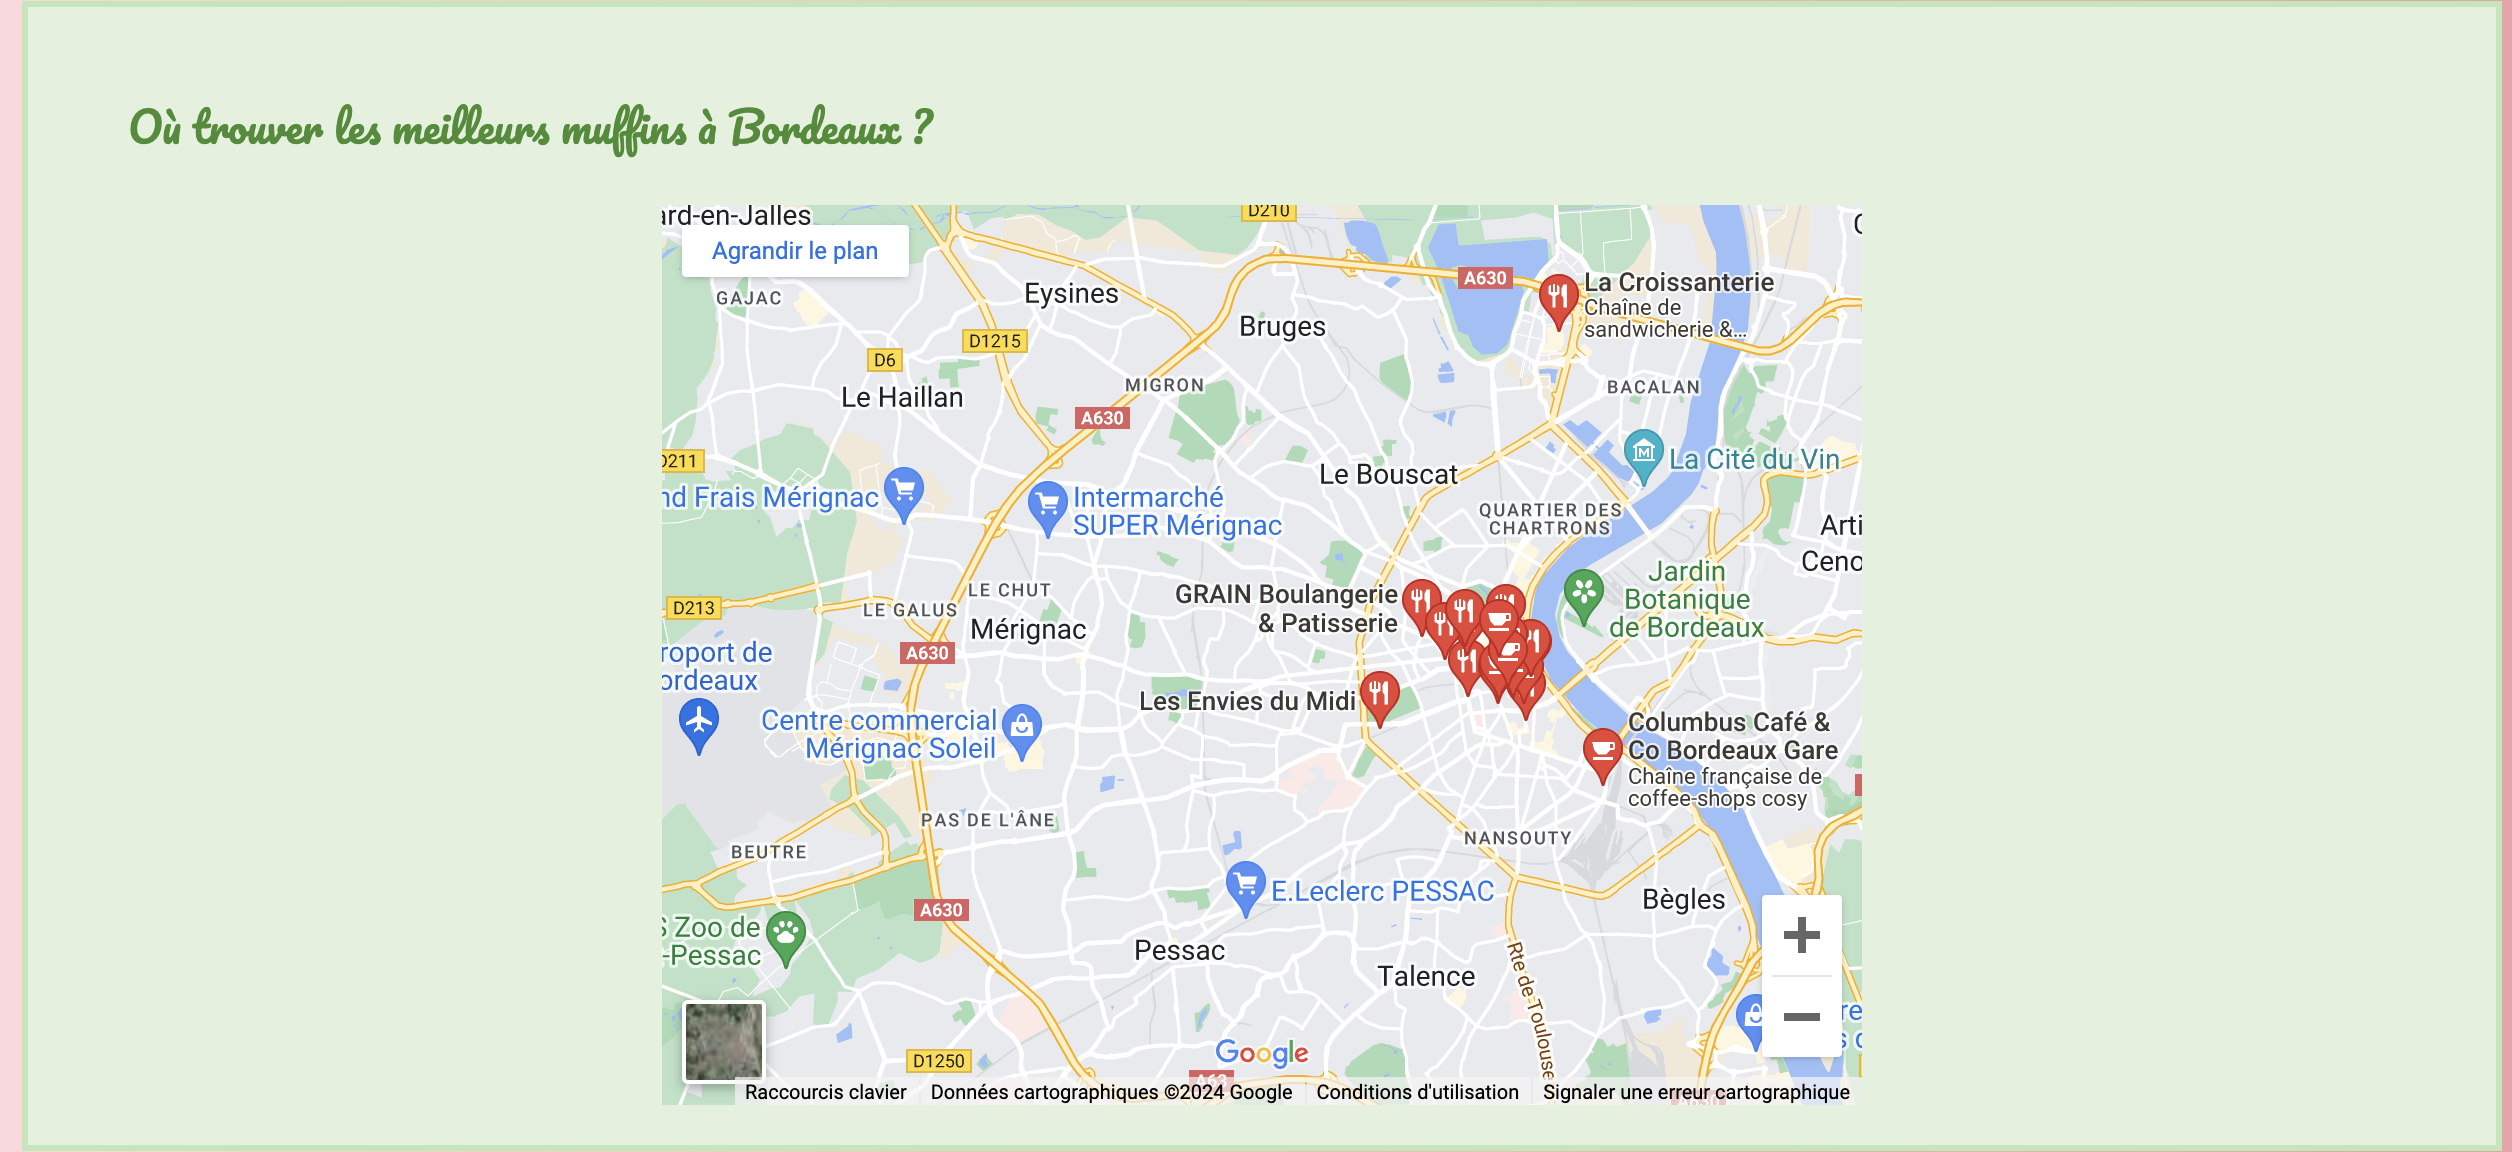 Où trouver les meilleurs muffins à Bordeaux ?
ard-en-Jalles
Agrandir le plan
D210
GAJAC
Eysines
A630
La Croissanterie
Chaîne de
sandwicherie &...
Bruges
D1215
D6
MIGRON
BACALAN
Le Haillan
A630
D211
La Cité du Vin
Le Bouscat
nd Frais Mérignac
Intermarché
SUPER Mérignac
QUARTIER DES
CHARTRONS
Arti
Ceno
LE CHUT
LE GALUS
D213
GRAIN Boulangerie
& Patisserie
Jardin
Botanique
de Bordeaux
Mérignac
A630
roport de
ordeaux
Les Envies du Midi
Centre commercial
Mérignac Soleil
Columbus Café &
Co Bordeaux Gare
Chaîne française de
coffee-shops cosy
PAS DE L'ÂNE
NANSOUTY
BEUTRE
E.Leclerc PESSAC
Bègles
A630
Zoo de
-Pessac
Pessac
Talence
Rte de Toulouse
D1250
Google
A63
Raccourcis clavier
Données cartographiques ©2024 Google
Conditions d'utilisation
Signaler une erreur cartographique